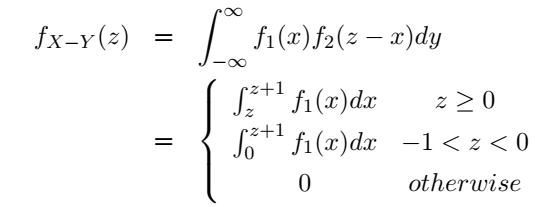 f_{X−Y}(z) = ∫_{−∞}^{∞} f_1(x)f_2(z − x)dy
= { ∫_{z}^{z+1} f_1(x)dx z ≥ 0
∫_{0}^{z+1} f_1(x)dx −1 < z < 0
0 otherwise